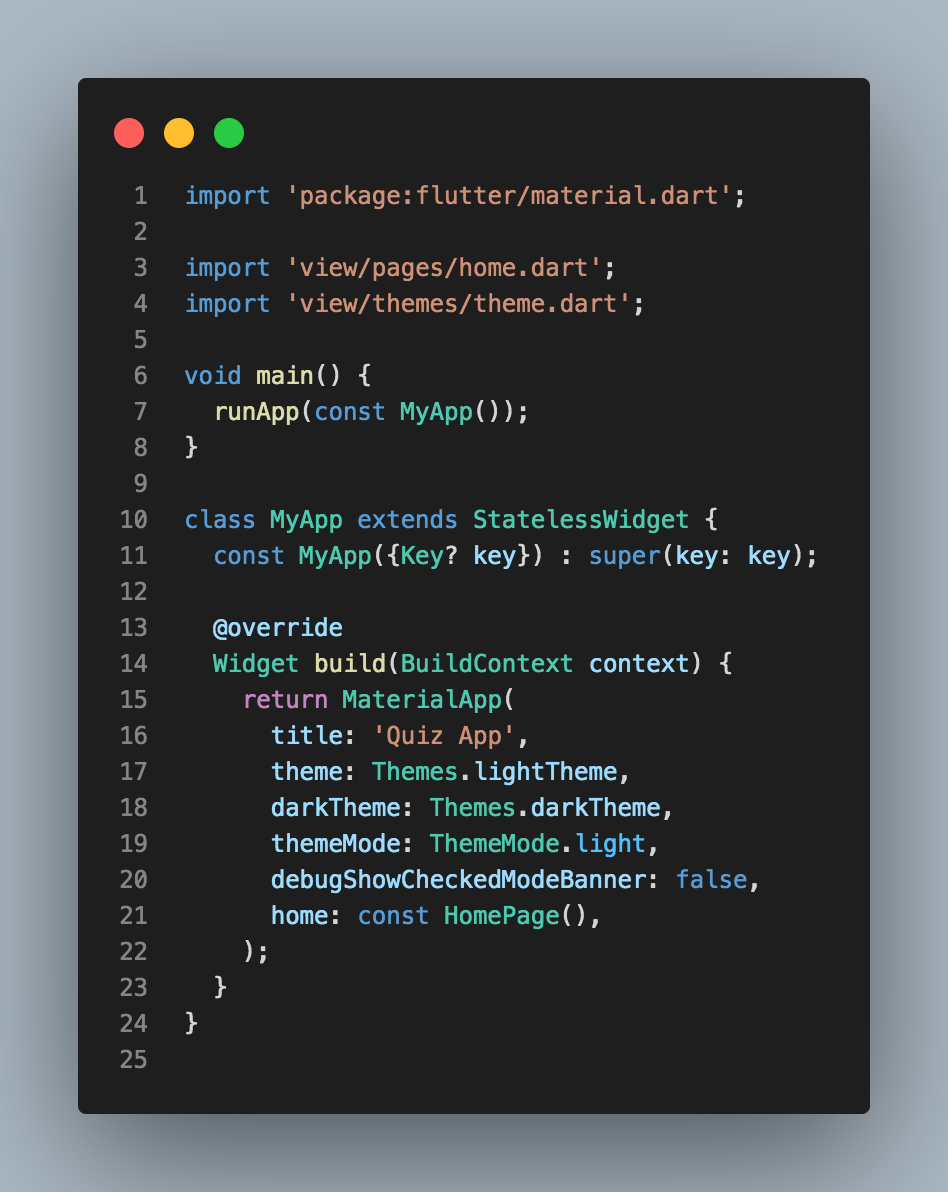 1 import 'package:flutter/material.dart';
2
3 import 'view/pages/home.dart';
4 import 'view/themes/theme.dart';
5
6 void main() {
7   runApp(const MyApp());
8 }
9
10 class MyApp extends StatelessWidget {
11   const MyApp({Key? key}) : super(key: key);
12
13   @override
14   Widget build(BuildContext context) {
15     return MaterialApp(
16       title: 'Quiz App',
17       theme: Themes.lightTheme,
18       darkTheme: Themes.darkTheme,
19       themeMode: ThemeMode.light,
20       debugShowCheckedModeBanner: false,
21       home: const HomePage(),
22     );
23   }
24 }
25